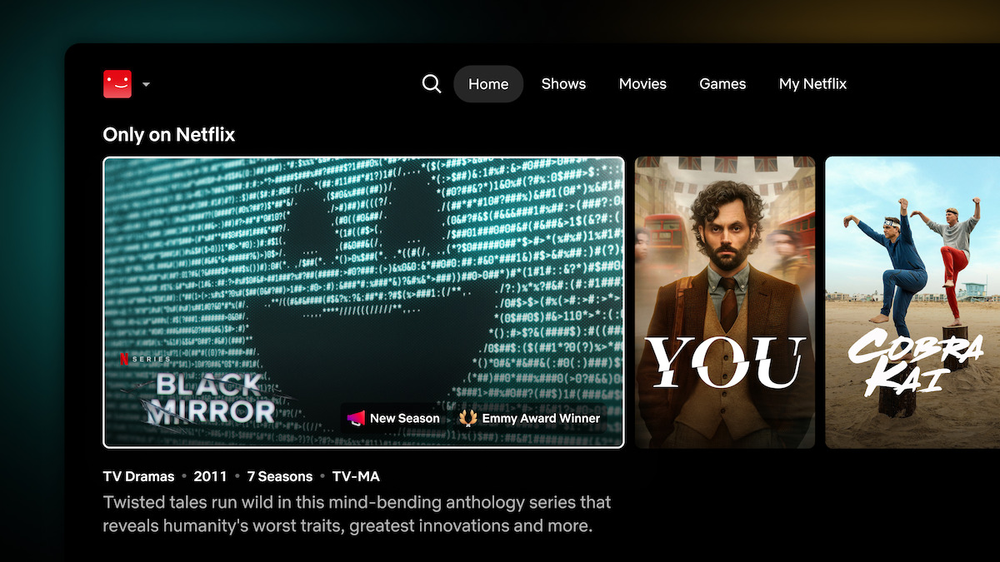 Home
Shows
Movies
Games
My Netflix
Only on Netflix
N SERIES
BLACK
MIRROR
New Season
Emmy Award Winner
YOU
COBRA
KAI
TV Dramas • 2011 • 7 Seasons • TV-MA
Twisted tales run wild in this mind-bending anthology series that
reveals humanity's worst traits, greatest innovations and more.